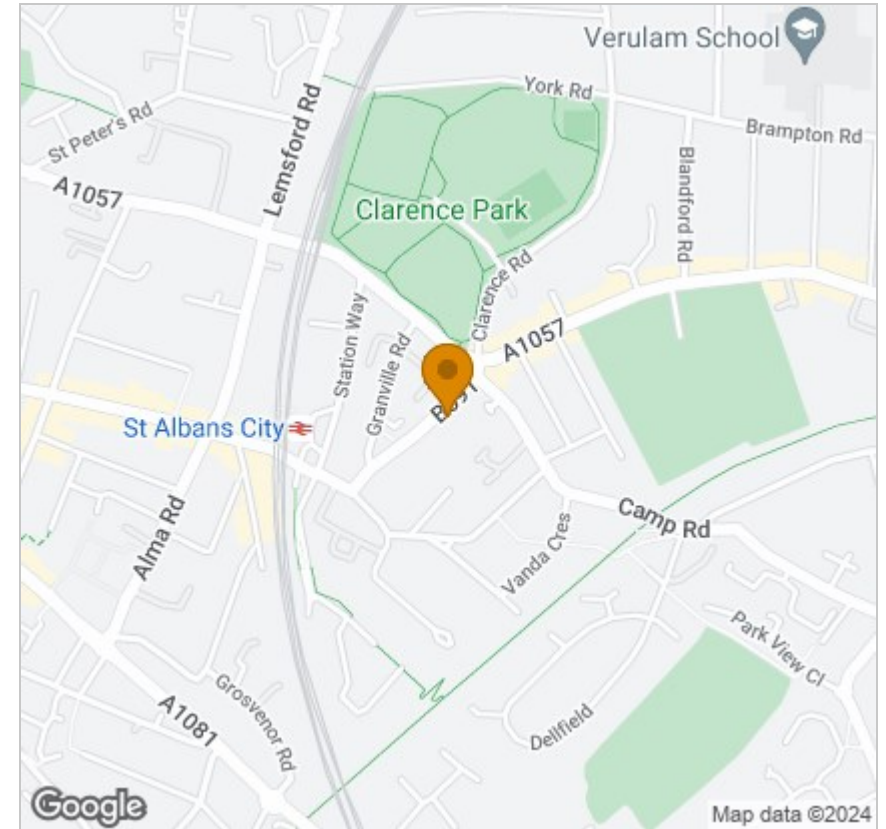 Verulam School
York Rd
Brampton Rd
St Peter's Rd
Lemsford Rd
Blandford Rd
A1057
Clarence Park
Clarence Rd
Station Way
Granville Rd
A1057
St Albans City
Alma Rd
Camp Rd
Vanda Cres
Park View Cl
Grosvenor Rd
A1081
Dellfield
Google
Map data ©2024